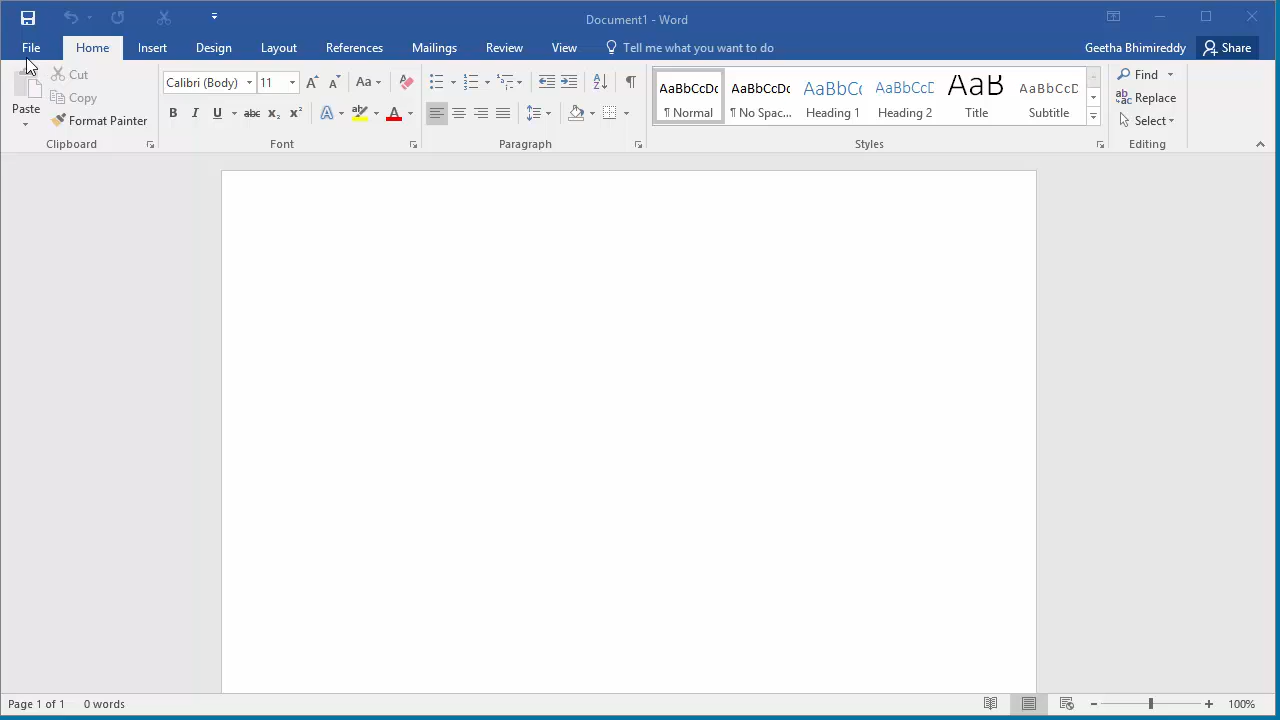 Document1 - Word
File Home Insert Design Layout References Mailings Review View Tell me what you want to do Geetha Bhimireddy Share
Paste
Cut
Copy
Format Painter
Clipboard
Calibri (Body) 11 Aa
B I U abc x₂ x² A A
Font
Paragraph
AaBbCcDc AaBbCcDc AaBbCc AaBbCcD AaB AaBbCcD
¶ Normal ¶ No Spac... Heading 1 Heading 2 Title Subtitle
Styles
Find
Replace
Select
Editing
Page 1 of 1 0 words 100%